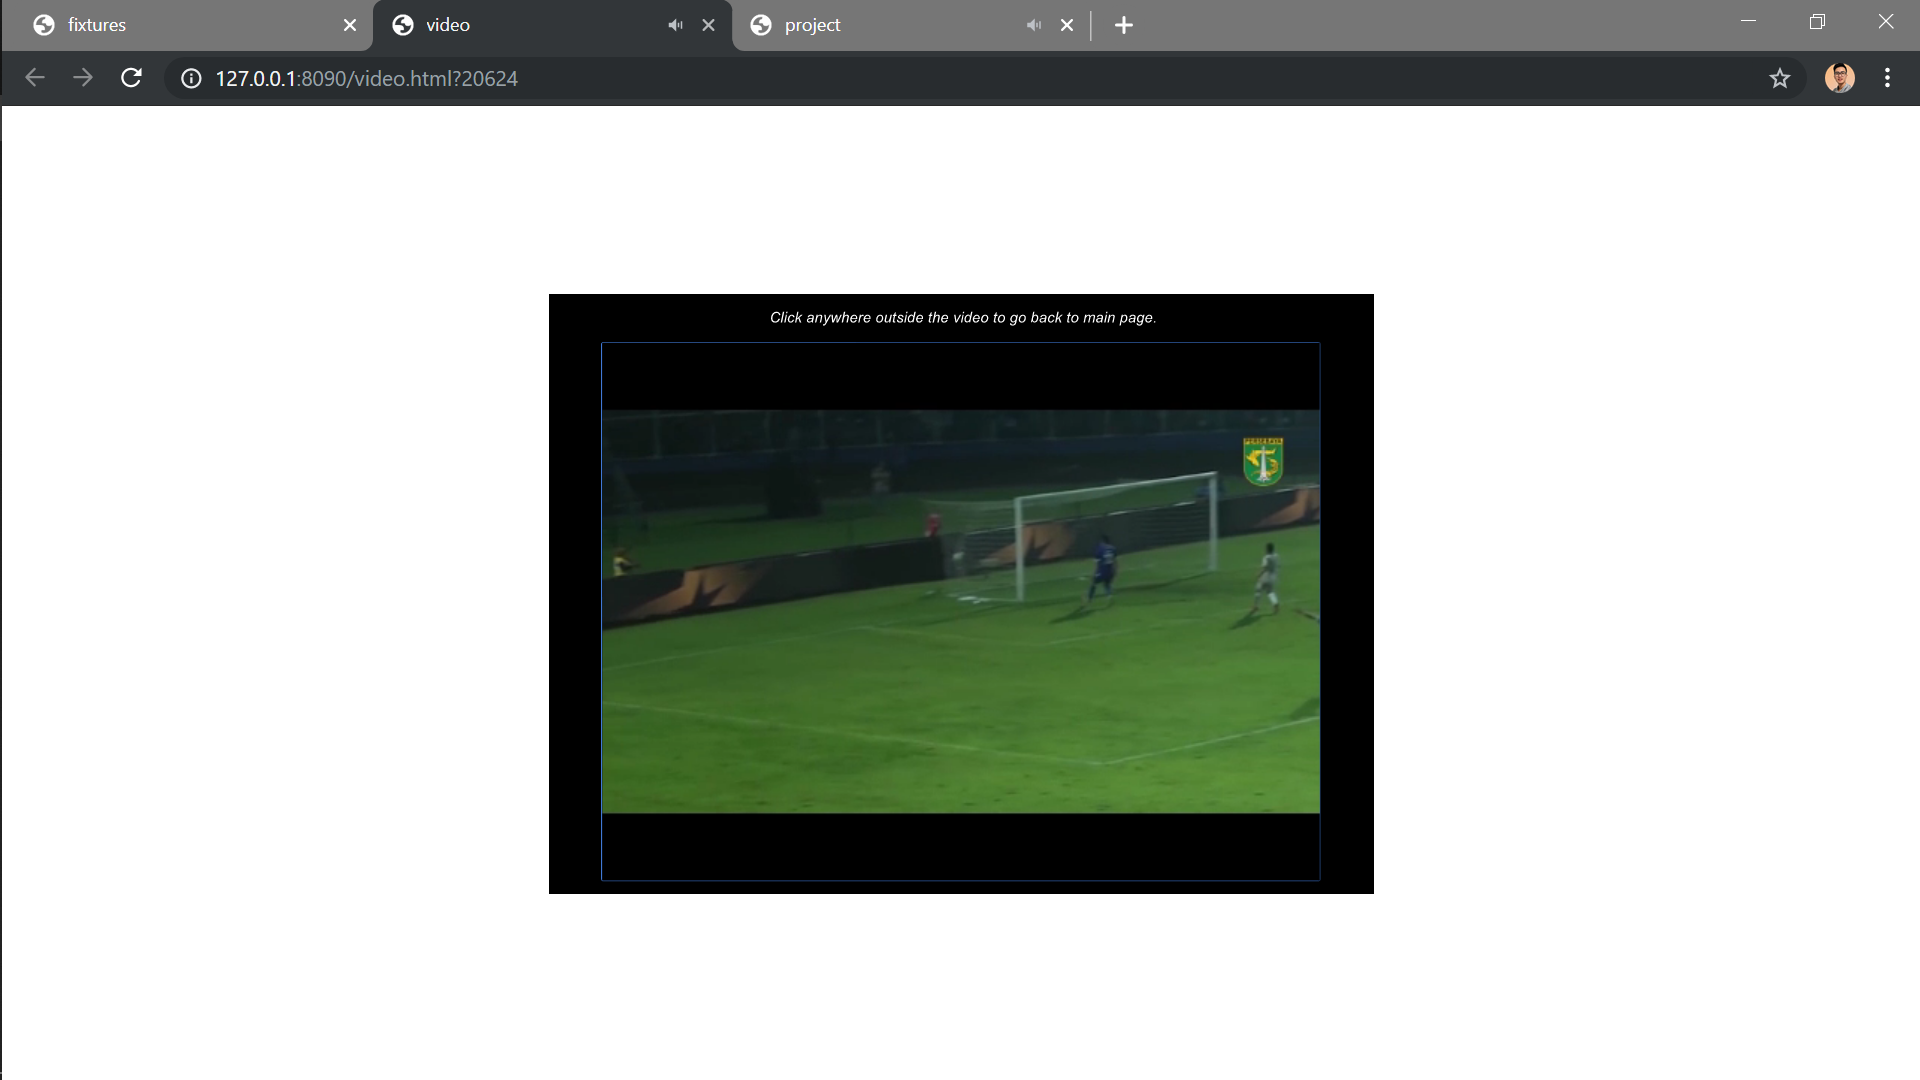 fixtures
video
project
127.0.0.1:8090/video.html?20624
Click anywhere outside the video to go back to main page.
PERSEBAYA